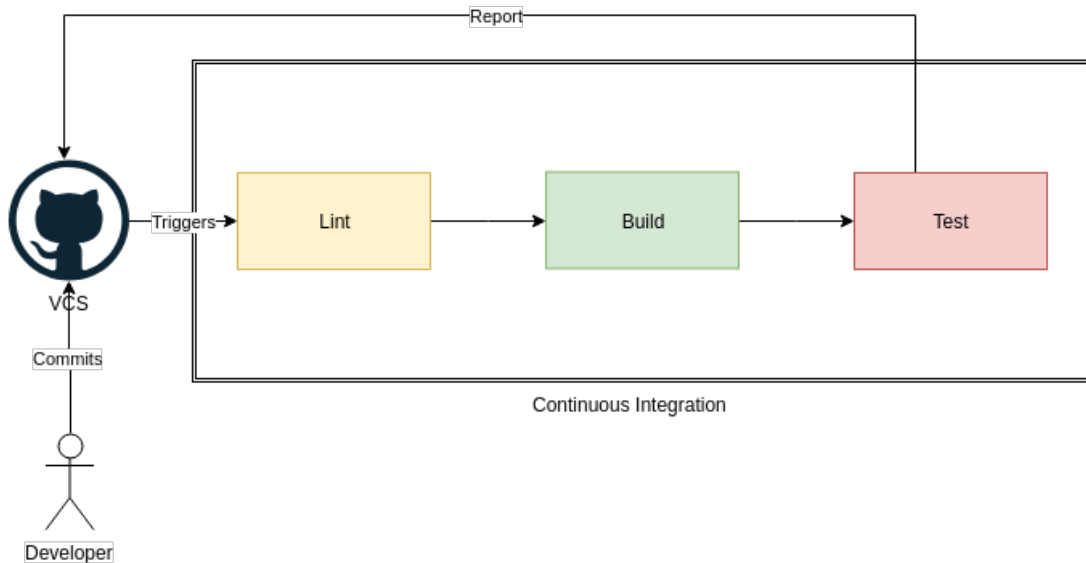 Report
Triggers
Lint
Build
Test
VCS
Commits
Continuous Integration
Developer